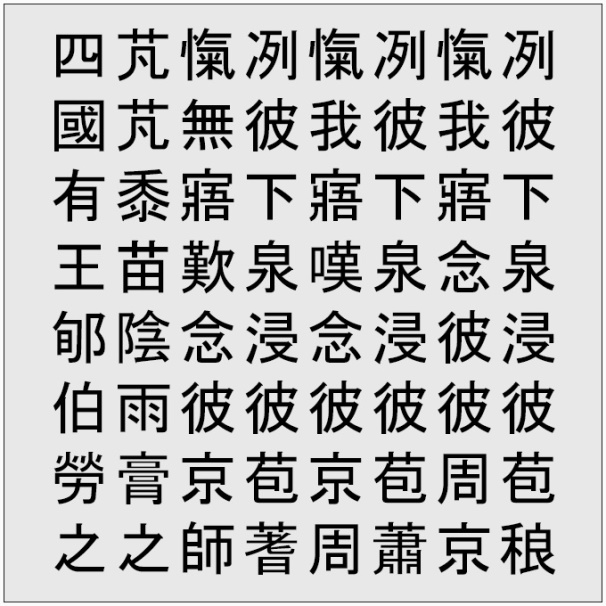 冽彼下泉浸彼苞稂
愾我寤念彼彼周京
冽彼下泉浸彼苞蕭
愾我寤嘆念彼京周
冽彼下泉浸彼苞蓍
愾無寤歎念彼京師
芃芃黍苗陰雨膏之
四國有王郇伯勞之